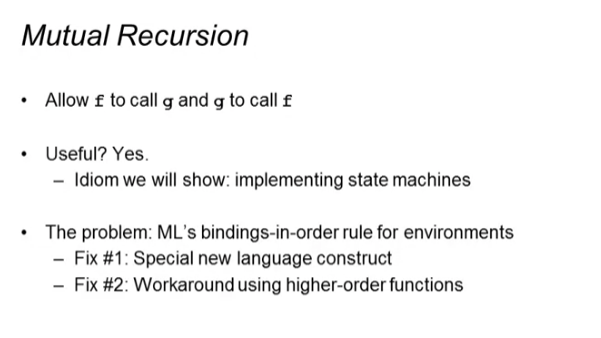 Mutual Recursion
• Allow f to call g and g to call f
• Useful? Yes.
– Idiom we will show: implementing state machines
• The problem: ML's bindings-in-order rule for environments
– Fix #1: Special new language construct
– Fix #2: Workaround using higher-order functions